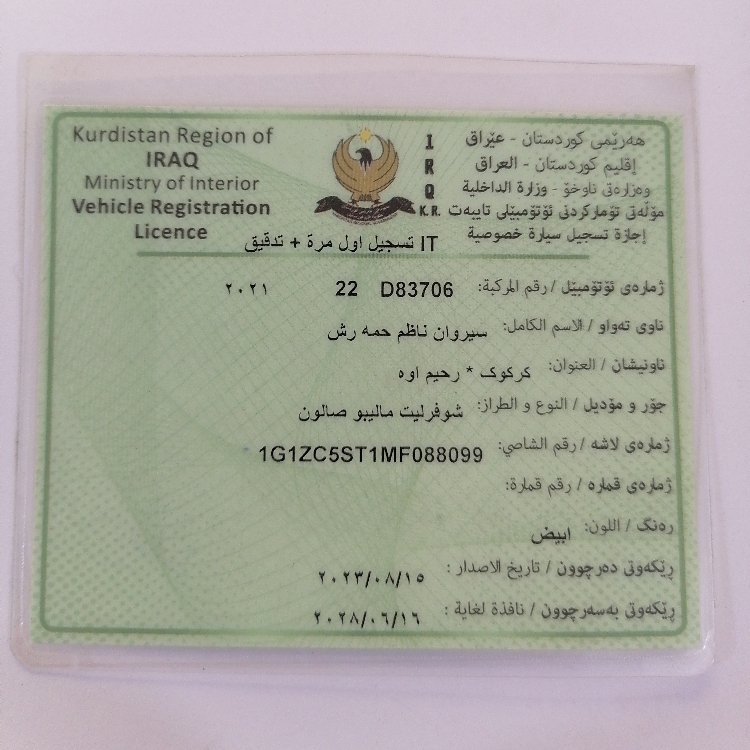 Kurdistan Region of
IRAQ
Ministry of Interior
Vehicle Registration
Licence
I
R
Q
K.R.
هەرێمی کوردستان - عێراق
إقليم كوردستان - العراق
وەزارەتی ناوخۆ - وزارة الداخلية
مۆڵەتی تۆمارکردنی ئۆتۆمبێلی تایبەت
إجازة تسجيل سيارة خصوصية
IT تسجيل اول مرة + تدقيق
ژمارەی ئۆتۆمبێل / رقم المركبة: 22 D83706 ٢٠٢١
ناوی تەواو / الاسم الكامل: سيروان ناظم حمه رش
ناونیشان / العنوان: كركوك * رحيم اوه
جۆر و مۆدیل / النوع و الطراز: شوفرليت ماليبو صالون
ژمارەی لاشە / رقم الشاصي: 1G1ZC5ST1MF088099
ژمارەی قمارە / رقم قمارة:
رەنگ / اللون: ابيض
ڕێکەوتی دەرچوون / تاريخ الاصدار : ٢٠٢٣/٠٨/١٥
ڕێکەوتی بەسەرچوون / نافذة لغاية : ٢٠٢٨/٠٦/١٦